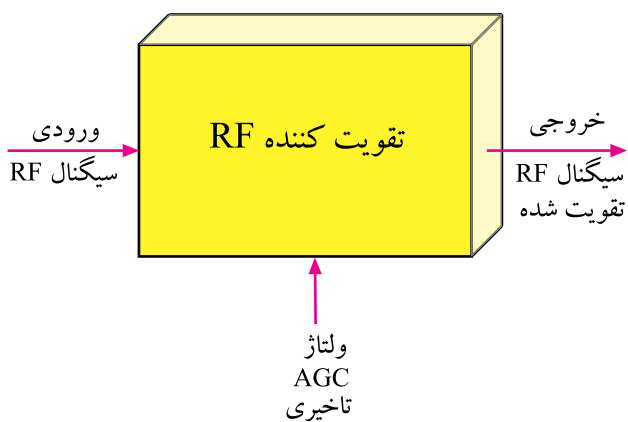 تقویت کننده RF
ورودی
سیگنال RF
خروجی
سیگنال RF
تقویت شده
ولتاژ
AGC
تاخیری